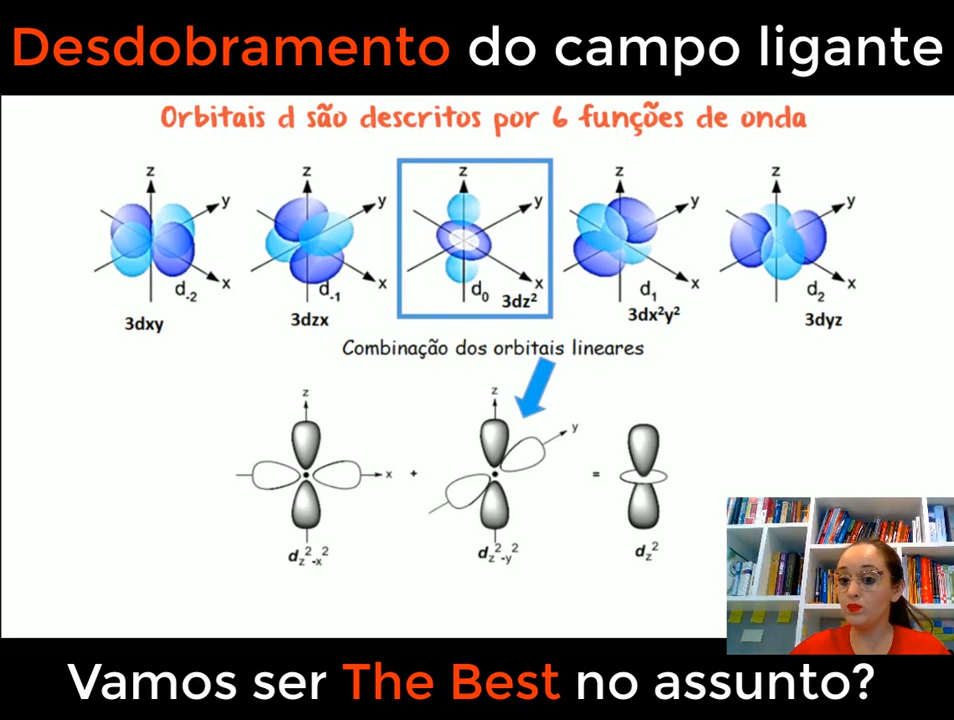 Desdobramento do campo ligante
Orbitais d são descritos por 6 funções de onda
z z z z z
y y y y y
x x x x x
d-2 d-1 d0 d1 d2
3dxy 3dzx 3dz² 3dx²y² 3dyz
Combinação dos orbitais lineares
z z
y
x + =
dz²-x² dz²-y² dz²
Vamos ser The Best no assunto?